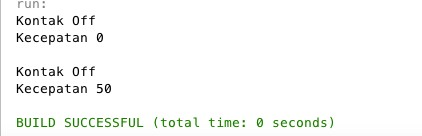 run:
Kontak Off
Kecepatan 0
Kontak Off
Kecepatan 50
BUILD SUCCESSFUL (total time: 0 seconds)